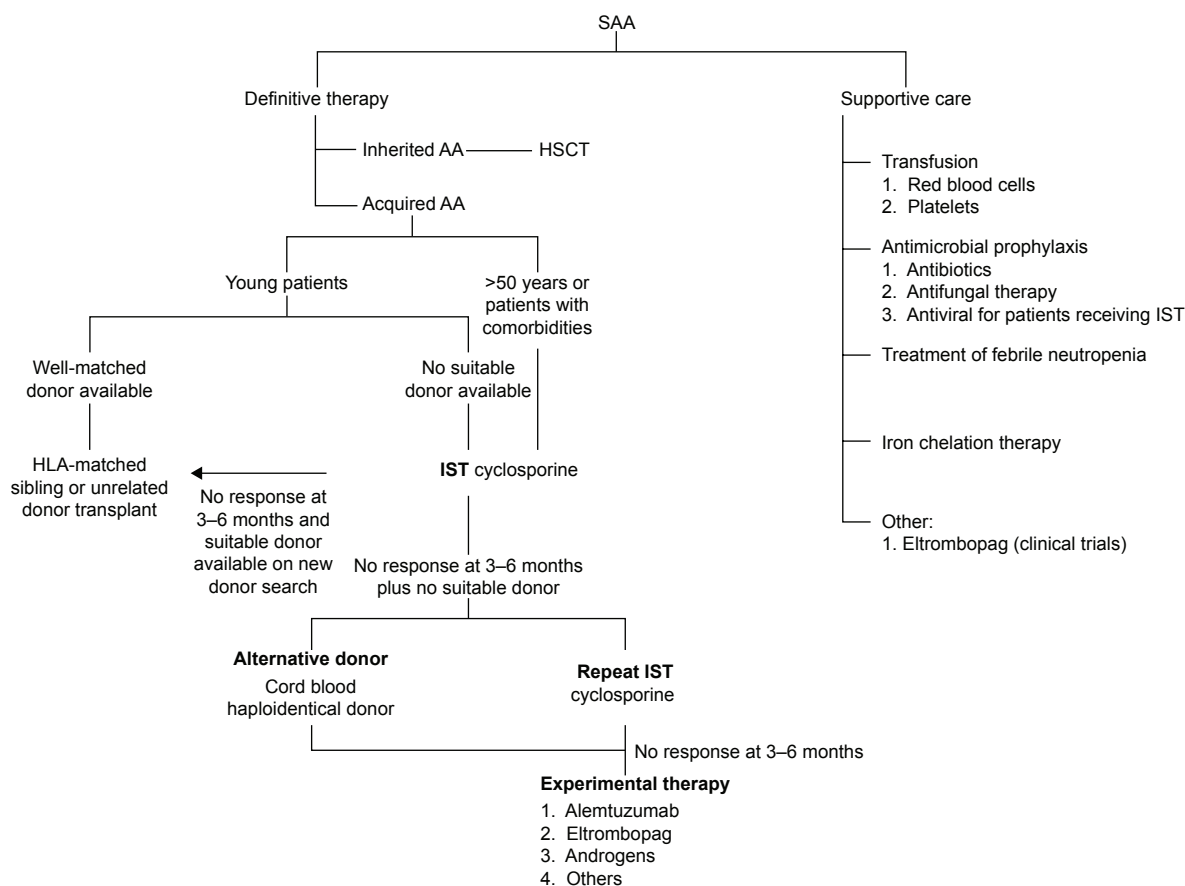 SAA
Definitive therapy
Supportive care
Inherited AA
HSCT
Acquired AA
Young patients
>50 years or
patients with
comorbidities
Well-matched
donor available
No suitable
donor available
HLA-matched
sibling or unrelated
donor transplant
No response at
3–6 months and
suitable donor
available on new
donor search
IST cyclosporine
No response at 3–6 months
plus no suitable donor
Alternative donor
Cord blood
haploidentical donor
Repeat IST
cyclosporine
No response at 3–6 months
Experimental therapy
1. Alemtuzumab
2. Eltrombopag
3. Androgens
4. Others
Transfusion
1. Red blood cells
2. Platelets
Antimicrobial prophylaxis
1. Antibiotics
2. Antifungal therapy
3. Antiviral for patients receiving IST
Treatment of febrile neutropenia
Iron chelation therapy
Other:
1. Eltrombopag (clinical trials)